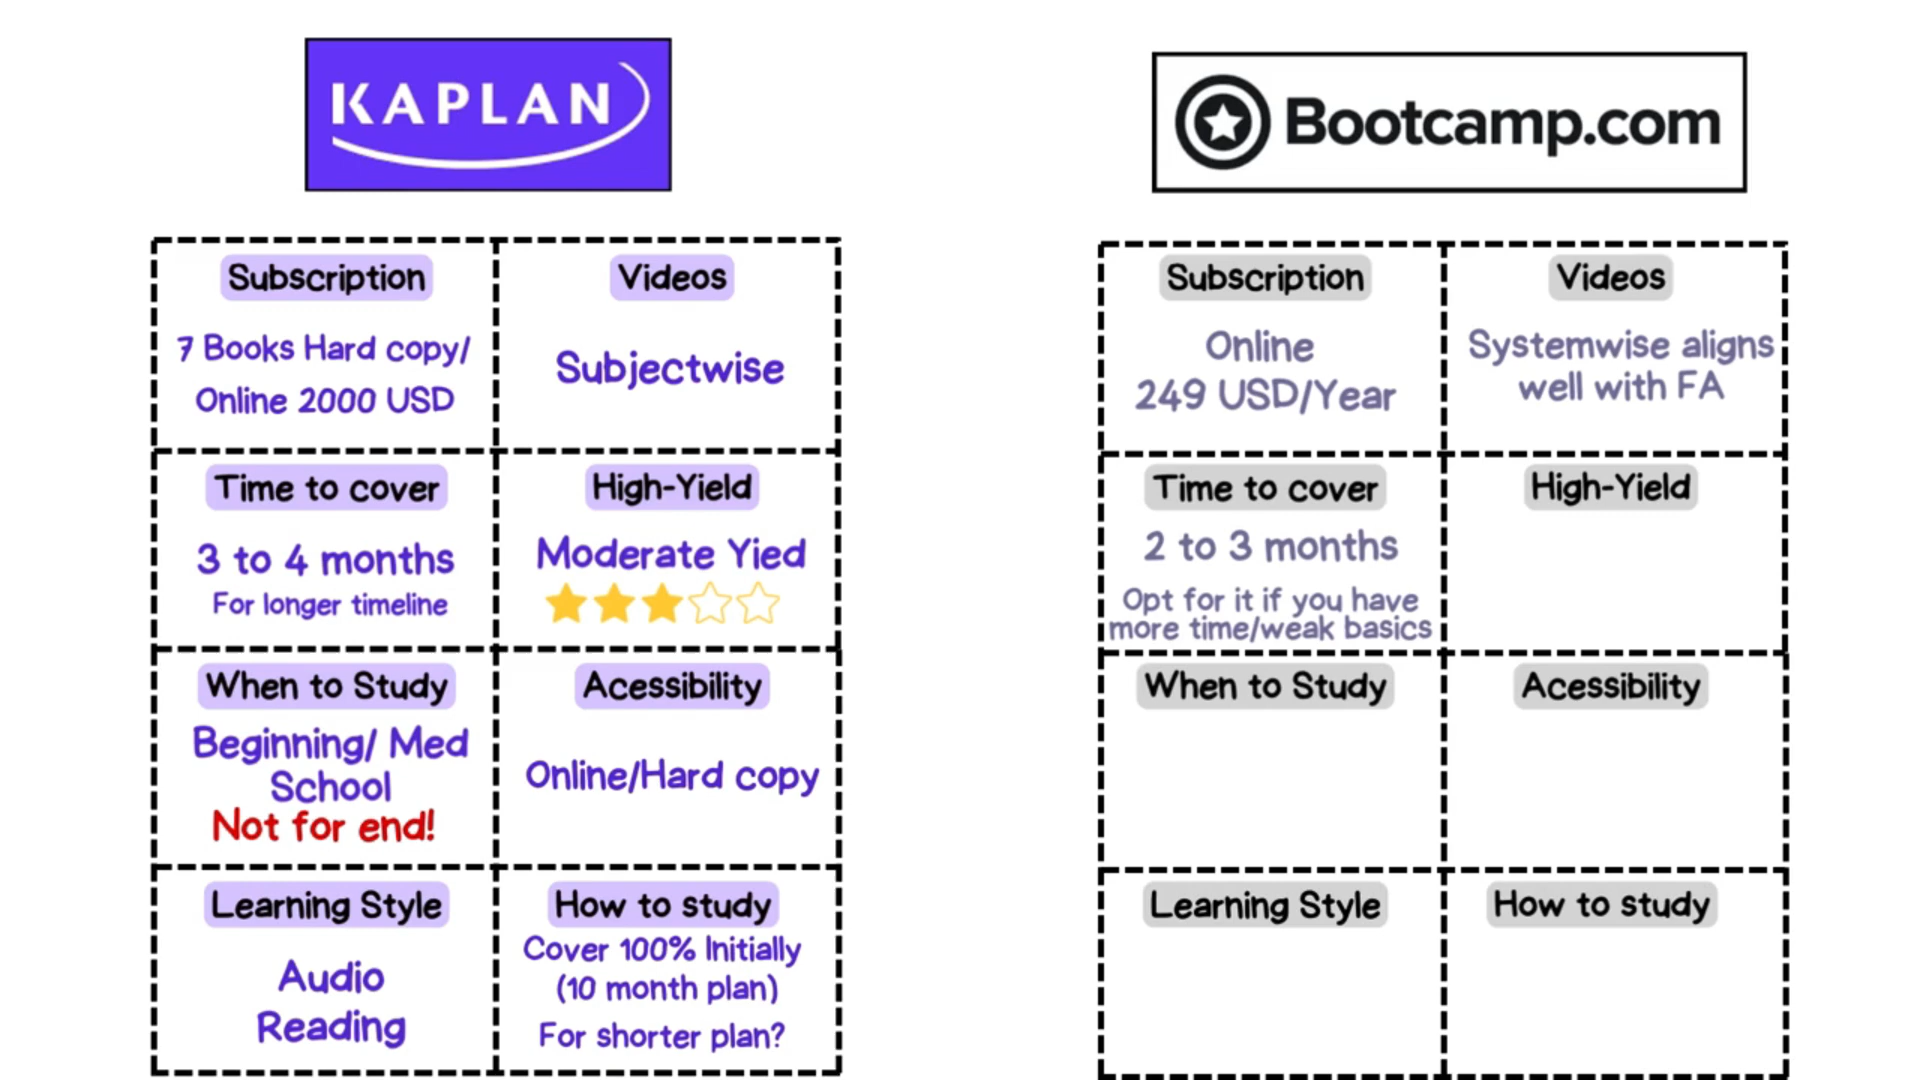 KAPLAN
Subscription
7 Books Hard copy/
Online 2000 USD
Videos
Subjectwise
Time to cover
3 to 4 months
For longer timeline
High-Yield
Moderate Yied
When to Study
Beginning/ Med
School
Not for end!
Acessibility
Online/Hard copy
Learning Style
Audio
Reading
How to study
Cover 100% Initially
(10 month plan)
For shorter plan?
Bootcamp.com
Subscription
Online
249 USD/Year
Videos
Systemwise aligns
well with FA
Time to cover
2 to 3 months
Opt for it if you have
more time/weak basics
High-Yield
When to Study
Acessibility
Learning Style
How to study